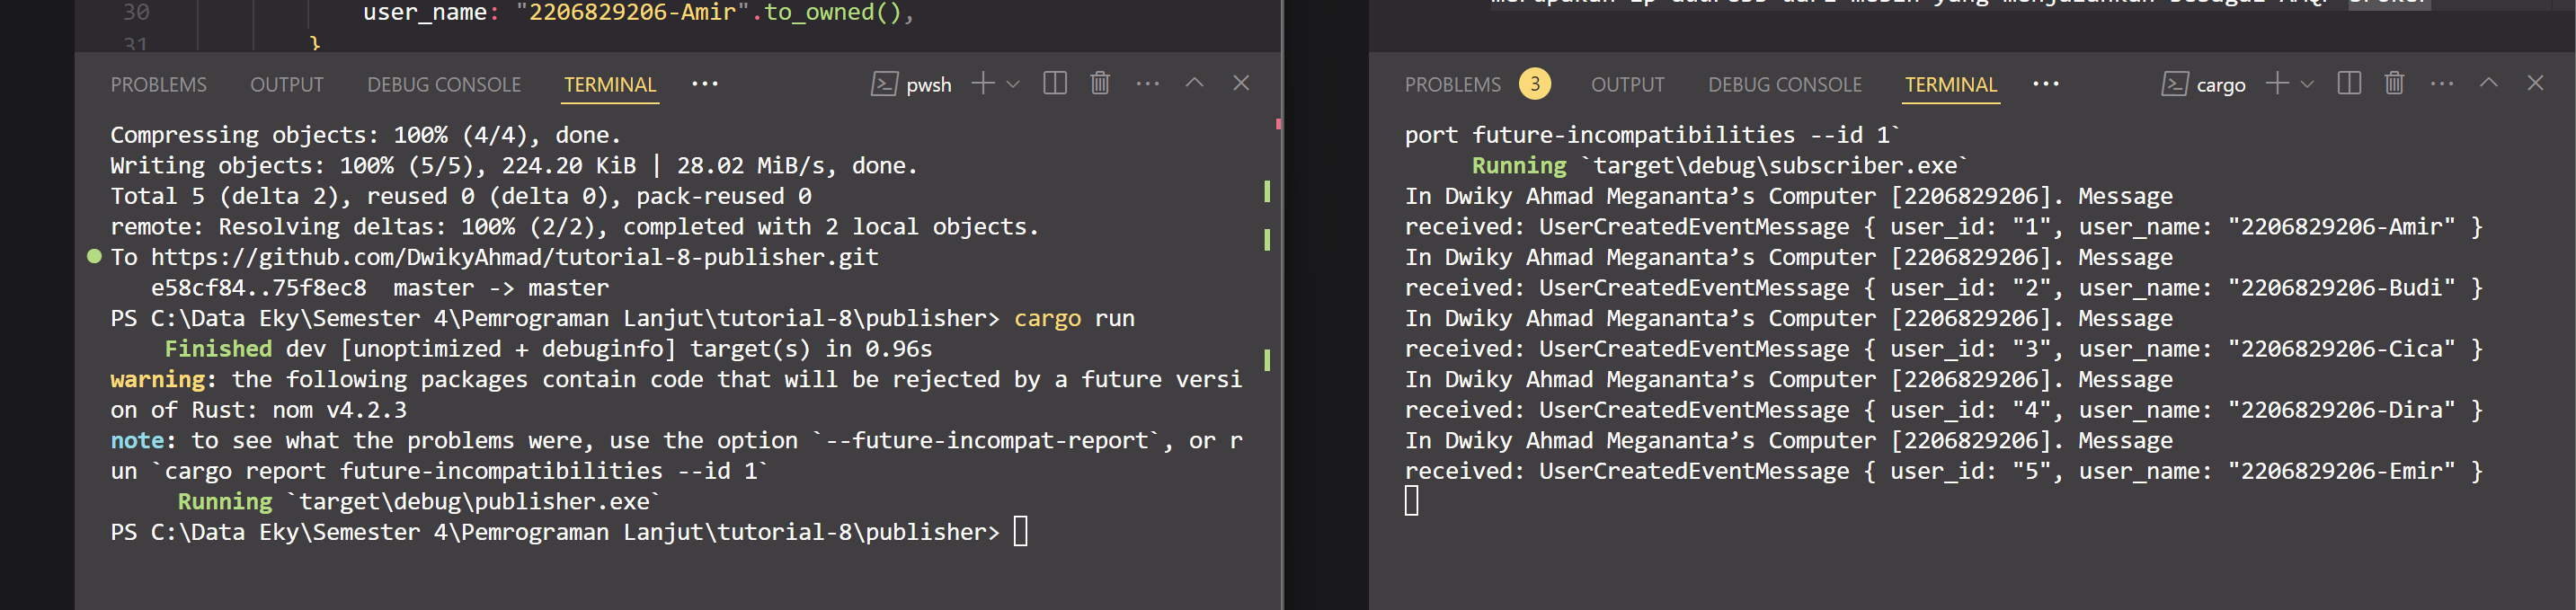 30 user_name: "2206829206-Amir".to_owned(),
31 }
PROBLEMS OUTPUT DEBUG CONSOLE TERMINAL ··· pwsh
Compressing objects: 100% (4/4), done.
Writing objects: 100% (5/5), 224.20 KiB | 28.02 MiB/s, done.
Total 5 (delta 2), reused 0 (delta 0), pack-reused 0
remote: Resolving deltas: 100% (2/2), completed with 2 local objects.
To https://github.com/DwikyAhmad/tutorial-8-publisher.git
e58cf84..75f8ec8 master -> master
PS C:\Data Eky\Semester 4\Pemrograman Lanjut\tutorial-8\publisher> cargo run
Finished dev [unoptimized + debuginfo] target(s) in 0.96s
warning: the following packages contain code that will be rejected by a future versi
on of Rust: nom v4.2.3
note: to see what the problems were, use the option `--future-incompat-report`, or r
un `cargo report future-incompatibilities --id 1`
Running `target\debug\publisher.exe`
PS C:\Data Eky\Semester 4\Pemrograman Lanjut\tutorial-8\publisher>
PROBLEMS 3 OUTPUT DEBUG CONSOLE TERMINAL ··· cargo
port future-incompatibilities --id 1`
Running `target\debug\subscriber.exe`
In Dwiky Ahmad Megananta’s Computer [2206829206]. Message
received: UserCreatedEventMessage { user_id: "1", user_name: "2206829206-Amir" }
In Dwiky Ahmad Megananta’s Computer [2206829206]. Message
received: UserCreatedEventMessage { user_id: "2", user_name: "2206829206-Budi" }
In Dwiky Ahmad Megananta’s Computer [2206829206]. Message
received: UserCreatedEventMessage { user_id: "3", user_name: "2206829206-Cica" }
In Dwiky Ahmad Megananta’s Computer [2206829206]. Message
received: UserCreatedEventMessage { user_id: "4", user_name: "2206829206-Dira" }
In Dwiky Ahmad Megananta’s Computer [2206829206]. Message
received: UserCreatedEventMessage { user_id: "5", user_name: "2206829206-Emir" }